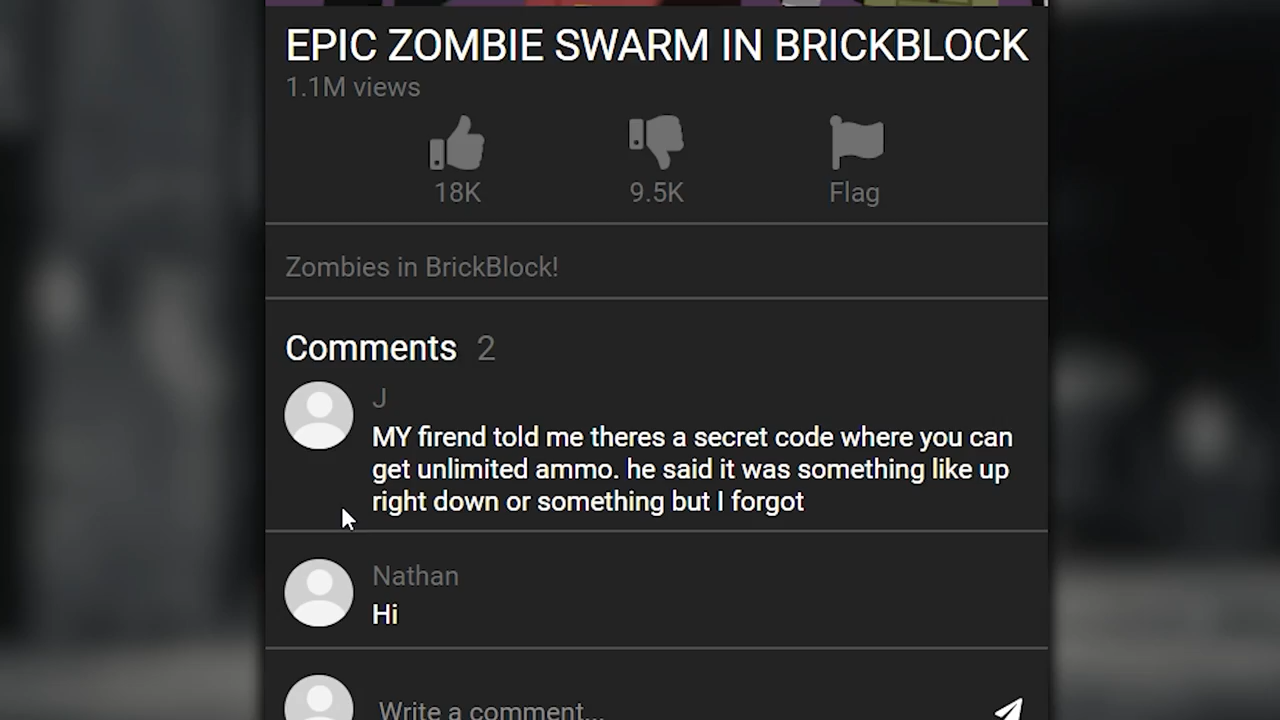 EPIC ZOMBIE SWARM IN BRICKBLOCK
1.1M views
18K
9.5K
Flag
Zombies in BrickBlock!
Comments 2
J
MY firend told me theres a secret code where you can
get unlimited ammo. he said it was something like up
right down or something but I forgot
Nathan
Hi
Write a comment...